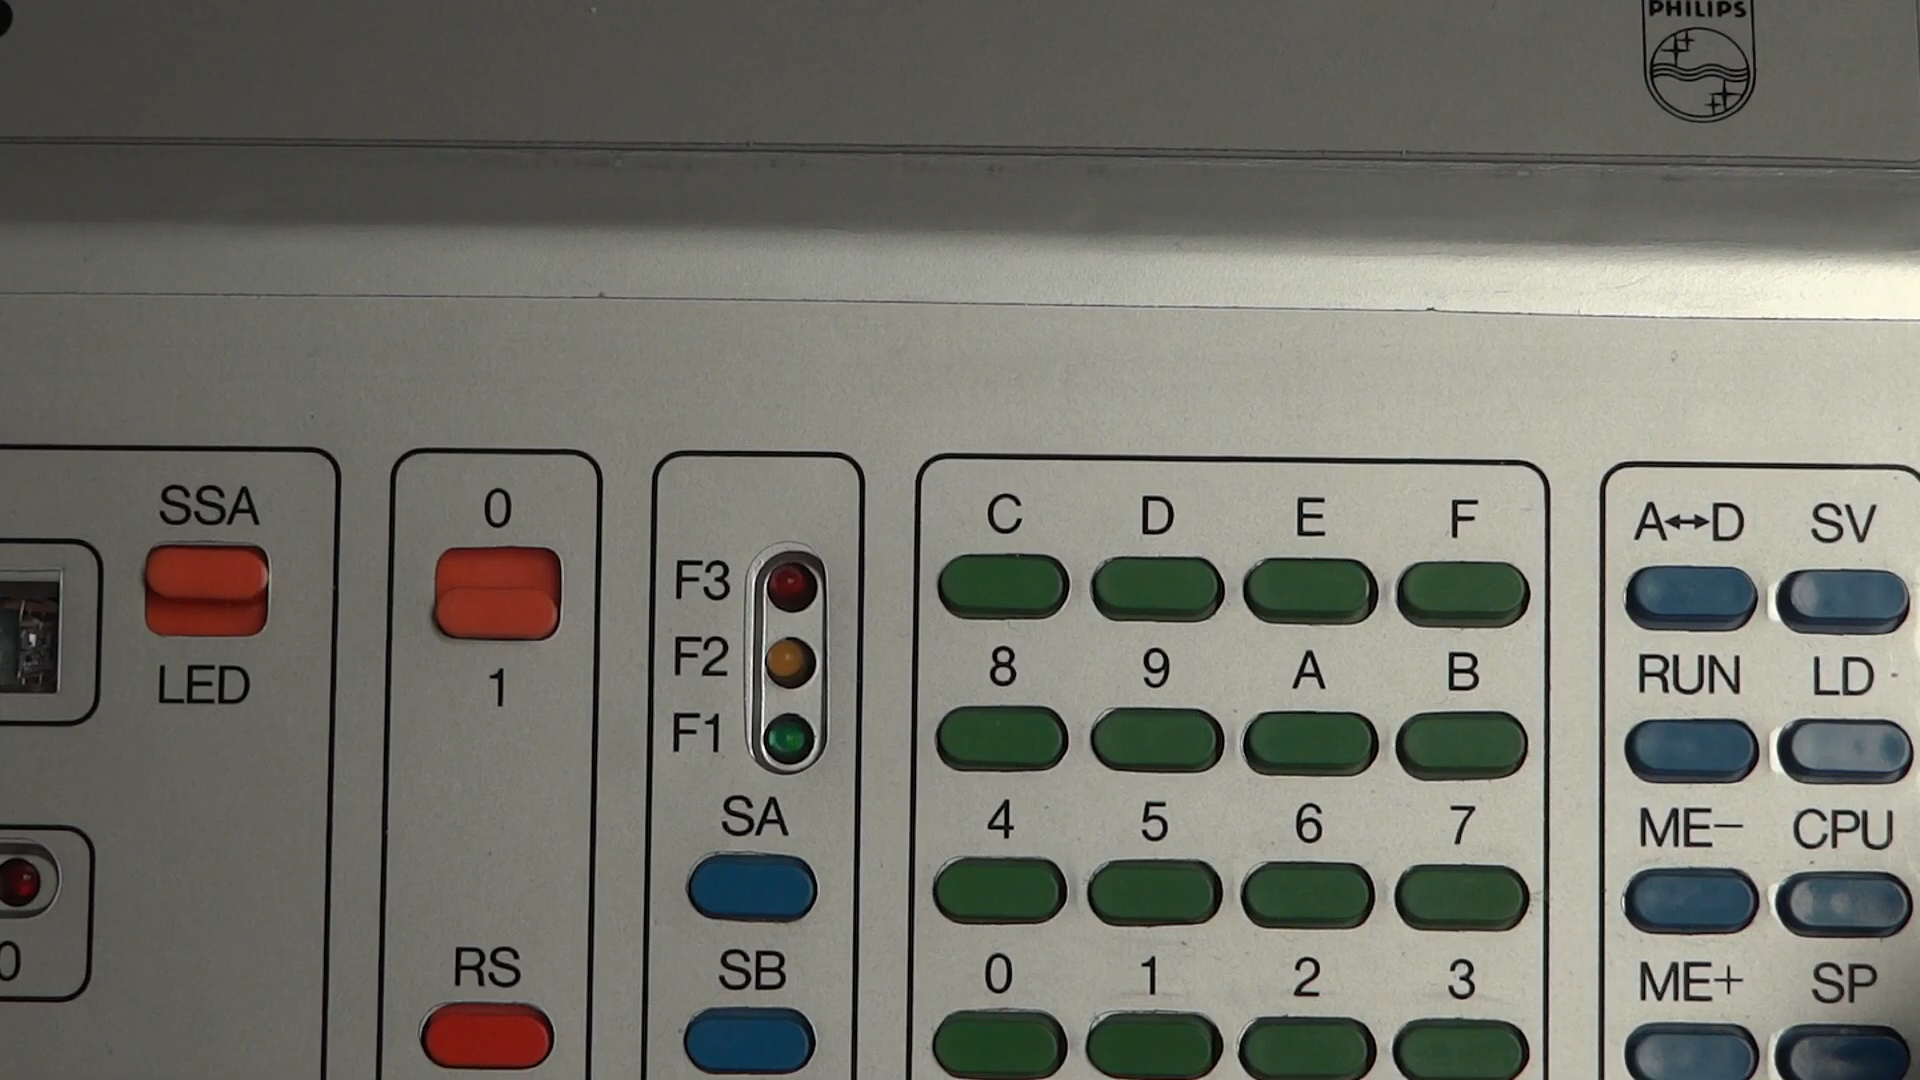 PHILIPS
SSA
LED
0
1
RS
F3
F2
F1
SA
SB
C D E F
8 9 A B
4 5 6 7
0 1 2 3
A↔D SV
RUN LD
ME− CPU
ME+ SP
0